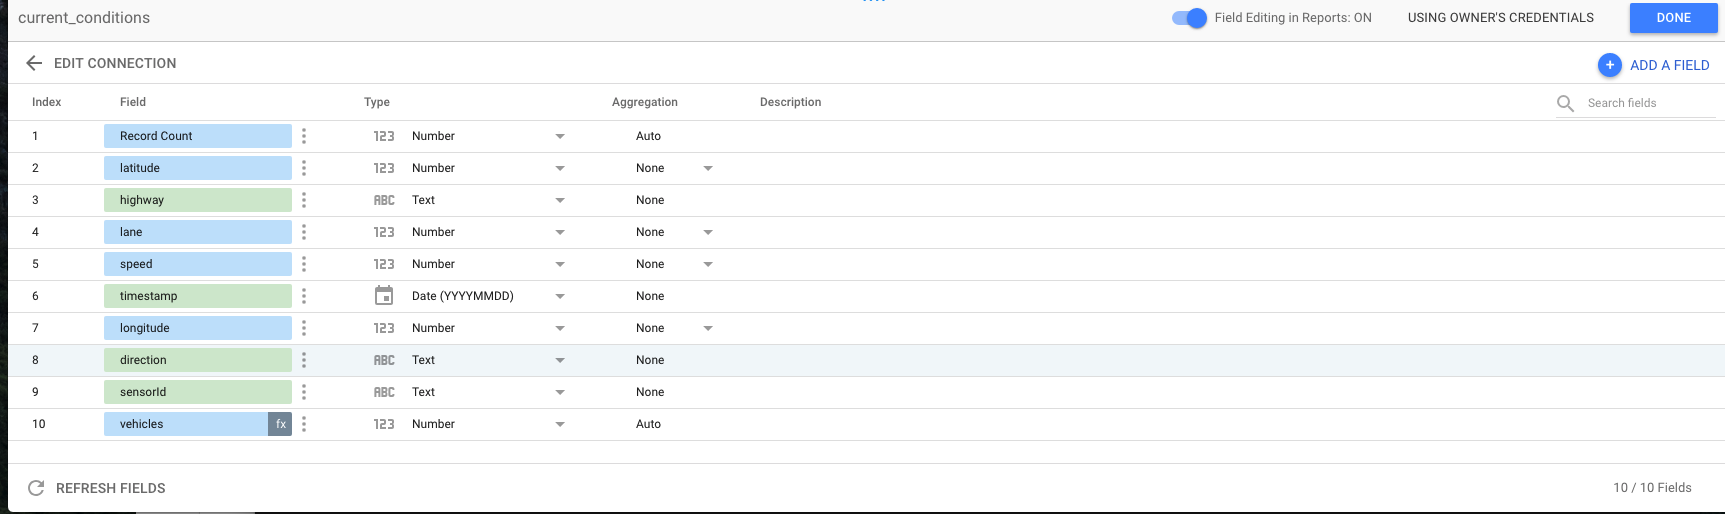 current_conditions Field Editing in Reports: ON USING OWNER'S CREDENTIALS DONE
EDIT CONNECTION + ADD A FIELD
Index Field Type Aggregation Description Search fields
1 Record Count 123 Number Auto
2 latitude 123 Number None
3 highway ABC Text None
4 lane 123 Number None
5 speed 123 Number None
6 timestamp Date (YYYYMMDD) None
7 longitude 123 Number None
8 direction ABC Text None
9 sensorId ABC Text None
10 vehicles fx 123 Number Auto
REFRESH FIELDS 10 / 10 Fields